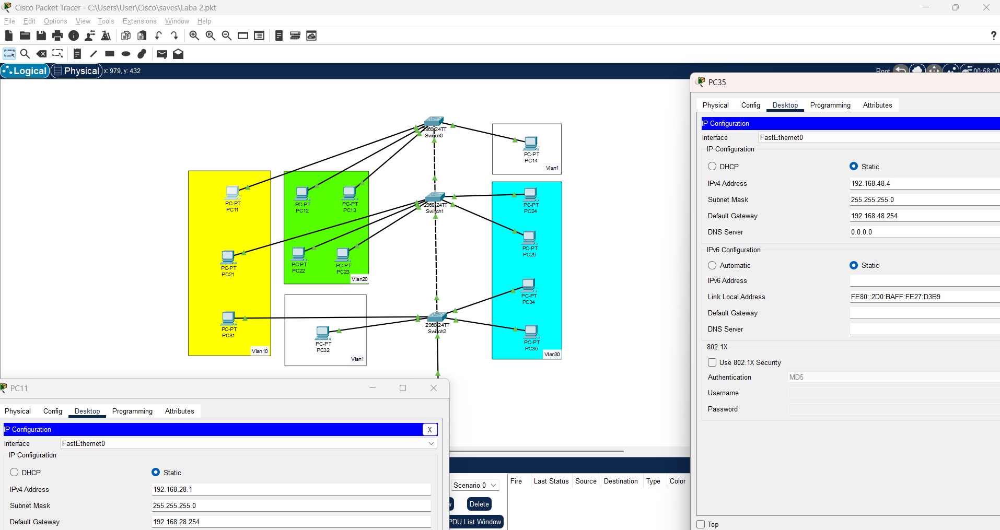 Cisco Packet Tracer - C:\Users\User\Cisco\saves\Laba 2.pkt
File Edit Options View Tools Extensions Window Help
?
Logical Physical x: 979, y: 432
Root 00:58:00
2960-24TT
Switch0
PC-PT
PC14
Vlan1
PC-PT
PC11
PC-PT
PC12
PC-PT
PC13
2960-24TT
Switch1
PC-PT
PC24
PC-PT
PC25
PC-PT
PC21
PC-PT
PC22
PC-PT
PC23
Vlan20
PC-PT
PC34
PC-PT
PC31
Vlan10
PC-PT
PC32
Vlan1
2960-24TT
Switch2
PC-PT
PC35
Vlan30
PC35
Physical Config Desktop Programming Attributes
IP Configuration
Interface FastEthernet0
IP Configuration
DHCP Static
IPv4 Address 192.168.48.4
Subnet Mask 255.255.255.0
Default Gateway 192.168.48.254
DNS Server 0.0.0.0
IPv6 Configuration
Automatic Static
IPv6 Address
Link Local Address FE80::2D0:BAFF:FE27:D3B9
Default Gateway
DNS Server
802.1X
Use 802.1X Security
Authentication MD5
Username
Password
Top
PC11
Physical Config Desktop Programming Attributes
IP Configuration X
Interface FastEthernet0
IP Configuration
DHCP Static
IPv4 Address 192.168.28.1
Subnet Mask 255.255.255.0
Default Gateway 192.168.28.254
Scenario 0
Delete
PDU List Window
Fire Last Status Source Destination Type Color